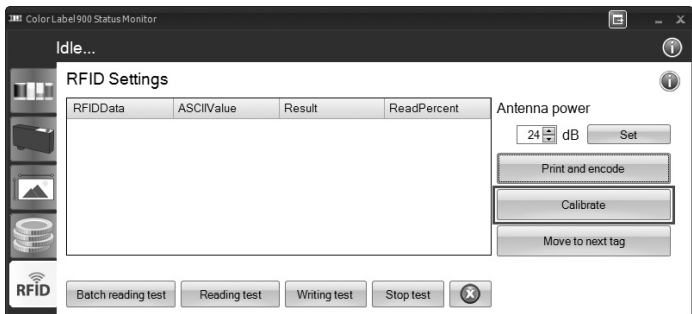 Color Label 900 Status Monitor
Idle...
RFID Settings
RFIDData ASCIIValue Result ReadPercent
Antenna power
24 dB Set
Print and encode
Calibrate
Move to next tag
RFID
Batch reading test Reading test Writing test Stop test